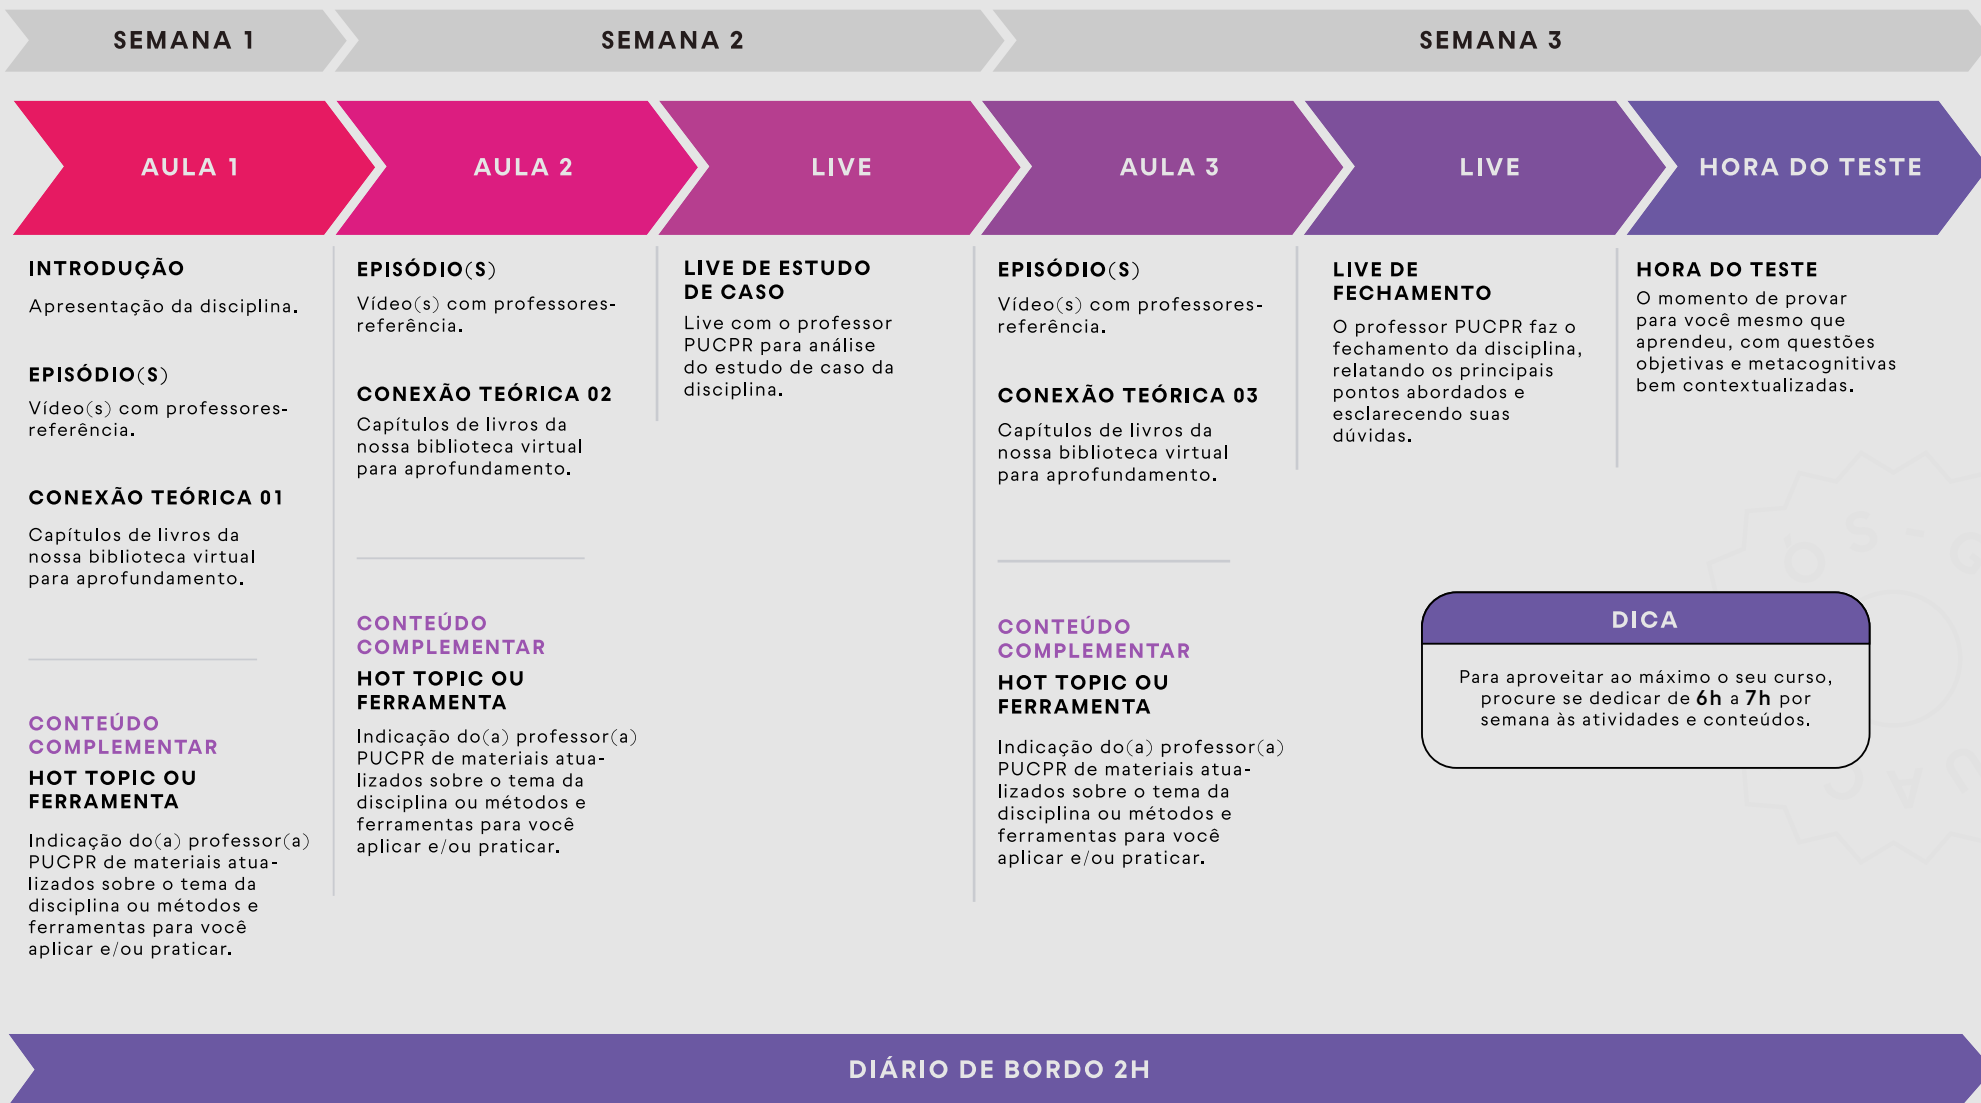 SEMANA 1
SEMANA 2
SEMANA 3
AULA 1
AULA 2
LIVE
AULA 3
LIVE
HORA DO TESTE
INTRODUÇÃO
Apresentação da disciplina.
EPISÓDIO(S)
Vídeo(s) com professores-
referência.
CONEXÃO TEÓRICA 01
Capítulos de livros da
nossa biblioteca virtual
para aprofundamento.
CONTEÚDO
COMPLEMENTAR
HOT TOPIC OU
FERRAMENTA
Indicação do(a) professor(a)
PUCPR de materiais atua-
lizados sobre o tema da
disciplina ou métodos e
ferramentas para você
aplicar e/ou praticar.
EPISÓDIO(S)
Vídeo(s) com professores-
referência.
CONEXÃO TEÓRICA 02
Capítulos de livros da
nossa biblioteca virtual
para aprofundamento.
CONTEÚDO
COMPLEMENTAR
HOT TOPIC OU
FERRAMENTA
Indicação do(a) professor(a)
PUCPR de materiais atua-
lizados sobre o tema da
disciplina ou métodos e
ferramentas para você
aplicar e/ou praticar.
LIVE DE ESTUDO
DE CASO
Live com o professor
PUCPR para análise
do estudo de caso da
disciplina.
EPISÓDIO(S)
Vídeo(s) com professores-
referência.
CONEXÃO TEÓRICA 03
Capítulos de livros da
nossa biblioteca virtual
para aprofundamento.
CONTEÚDO
COMPLEMENTAR
HOT TOPIC OU
FERRAMENTA
Indicação do(a) professor(a)
PUCPR de materiais atua-
lizados sobre o tema da
disciplina ou métodos e
ferramentas para você
aplicar e/ou praticar.
LIVE DE
FECHAMENTO
O professor PUCPR faz o
fechamento da disciplina,
relatando os principais
pontos abordados e
esclarecendo suas
dúvidas.
HORA DO TESTE
O momento de provar
para você mesmo que
aprendeu, com questões
objetivas e metacognitivas
bem contextualizadas.
DICA
Para aproveitar ao máximo o seu curso,
procure se dedicar de 6h a 7h por
semana às atividades e conteúdos.
DIÁRIO DE BORDO 2H